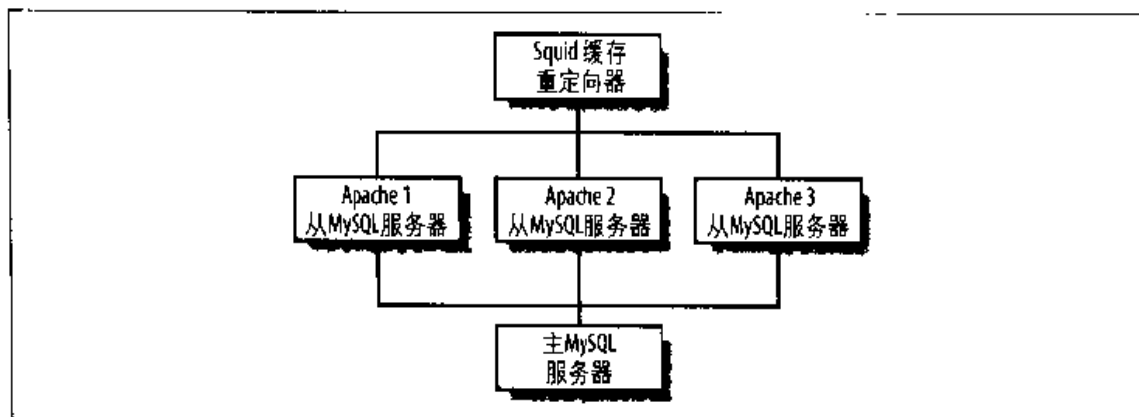 Squid 缓存
重定向器
Apache 1
从MySQL服务器
Apache 2
从MySQL服务器
Apache 3
从MySQL服务器
主MySQL
服务器